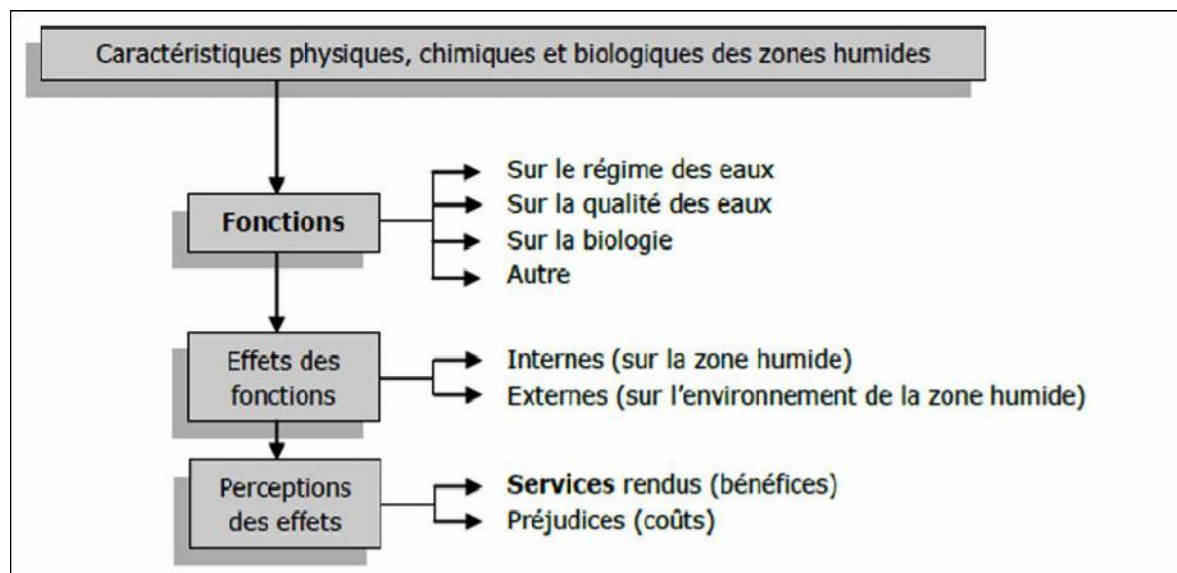 Caractéristiques physiques, chimiques et biologiques des zones humides
Fonctions
Sur le régime des eaux
Sur la qualité des eaux
Sur la biologie
Autre
Effets des
fonctions
Internes (sur la zone humide)
Externes (sur l'environnement de la zone humide)
Perceptions
des effets
Services rendus (bénéfices)
Préjudices (coûts)